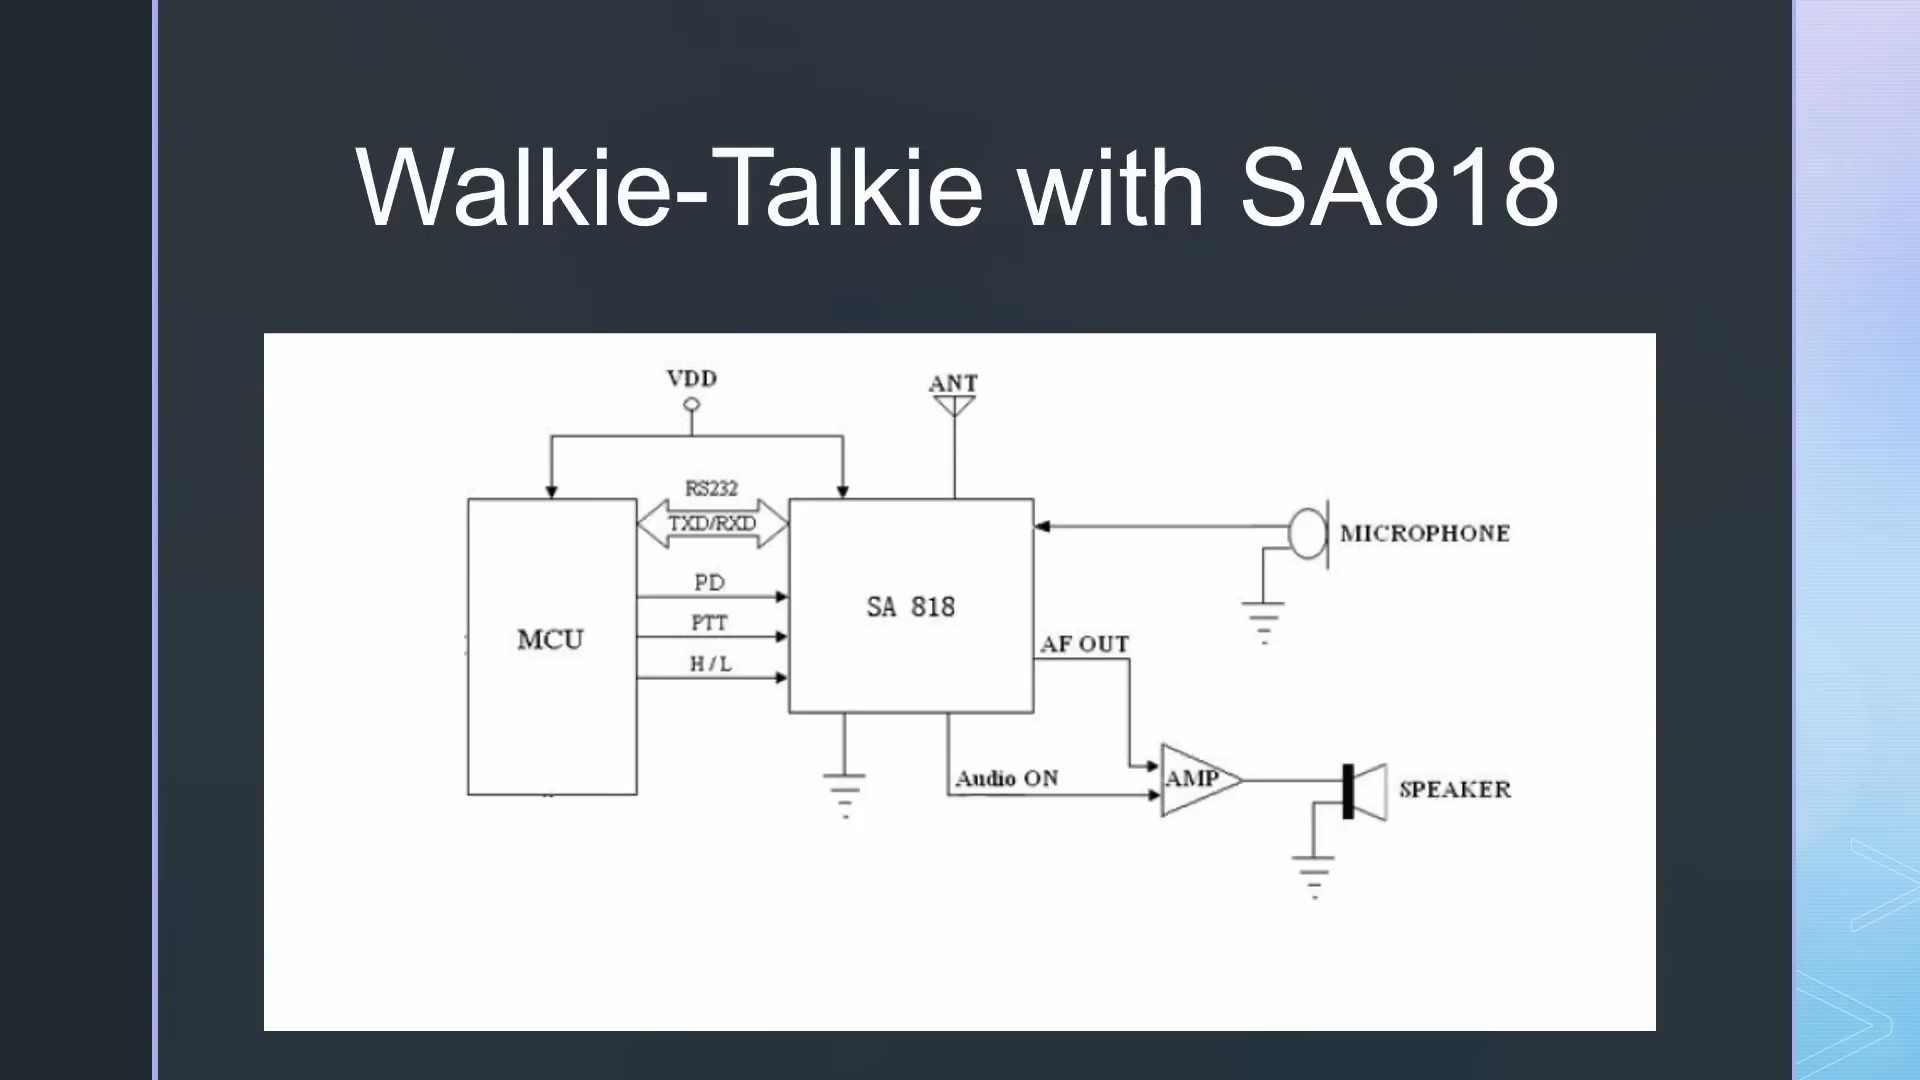 Walkie-Talkie with SA818
VDD
ANT
RS232
TXD/RXD
MICROPHONE
PD
SA 818
PTT
MCU
AF OUT
H/L
Audio ON
AMP
SPEAKER